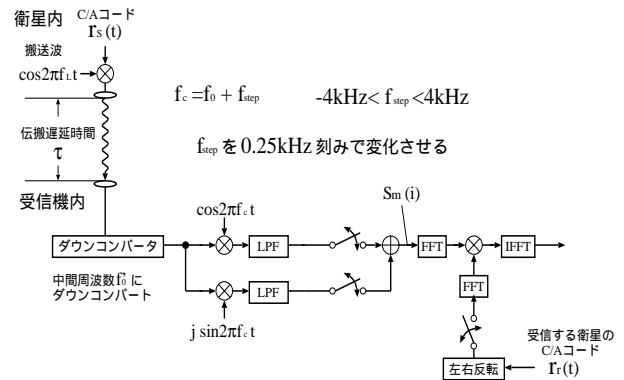 衛星内
C/Aコード
rs(t)
搬送波
cos2πfLt
fc=f0 + fstep
-4kHz< fstep<4kHz
伝搬遅延時間
τ
fstep を0.25kHz 刻みで変化させる
受信機内
Sm(i)
cos2πfct
ダウンコンバータ
LPF
FFT
IFFT
中間周波数f0に
ダウンコンバート
LPF
FFT
j sin2πfct
受信する衛星の
C/Aコード
左右反転
rr(t)